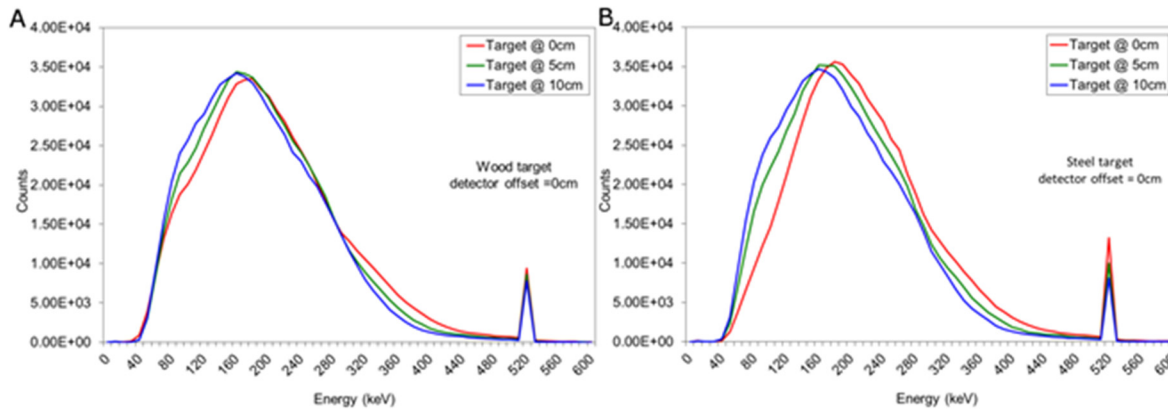 A
4.00E+04
3.50E+04
3.00E+04
2.50E+04
2.00E+04
1.50E+04
1.00E+04
5.00E+03
0.00E+00
Counts
0
40
80
120
160
200
240
280
320
360
400
440
480
520
560
600
Energy (keV)
Target @ 0cm
Target @ 5cm
Target @ 10cm
Wood target
detector offset =0cm
B
4.00E+04
3.50E+04
3.00E+04
2.50E+04
2.00E+04
1.50E+04
1.00E+04
5.00E+03
0.00E+00
Counts
0
40
80
120
160
200
240
280
320
360
400
440
480
520
560
600
Energy (keV)
Target @ 0cm
Target @ 5cm
Target @ 10cm
Steel target
detector offset = 0cm